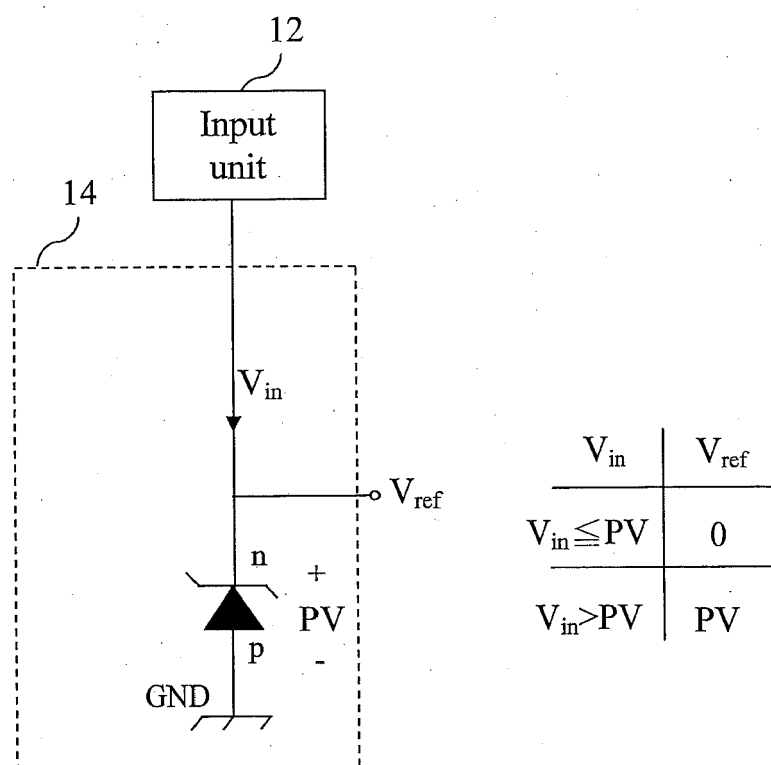 12
Input
unit
14
V_in
V_ref
n
+
PV
p
-
GND
V_in V_ref
V_in≦PV 0
V_in>PV PV